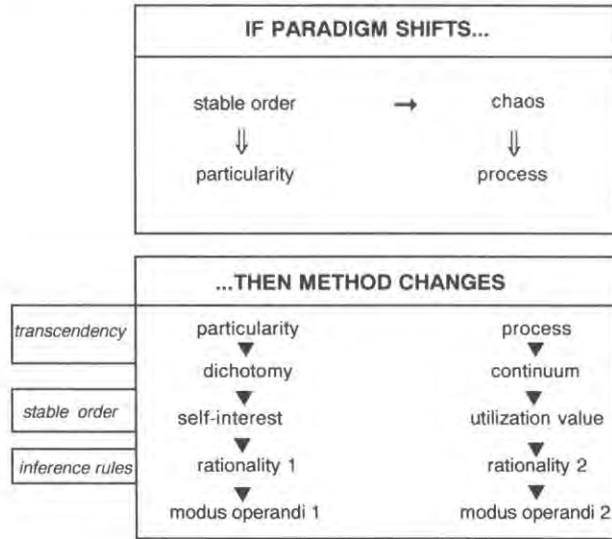 IF PARADIGM SHIFTS...
stable order → chaos
⇓ ⇓
particularity process
...THEN METHOD CHANGES
transcendency particularity process
▼ ▼
dichotomy continuum
▼ ▼
stable order self-interest utilization value
▼ ▼
inference rules rationality 1 rationality 2
▼ ▼
modus operandi 1 modus operandi 2